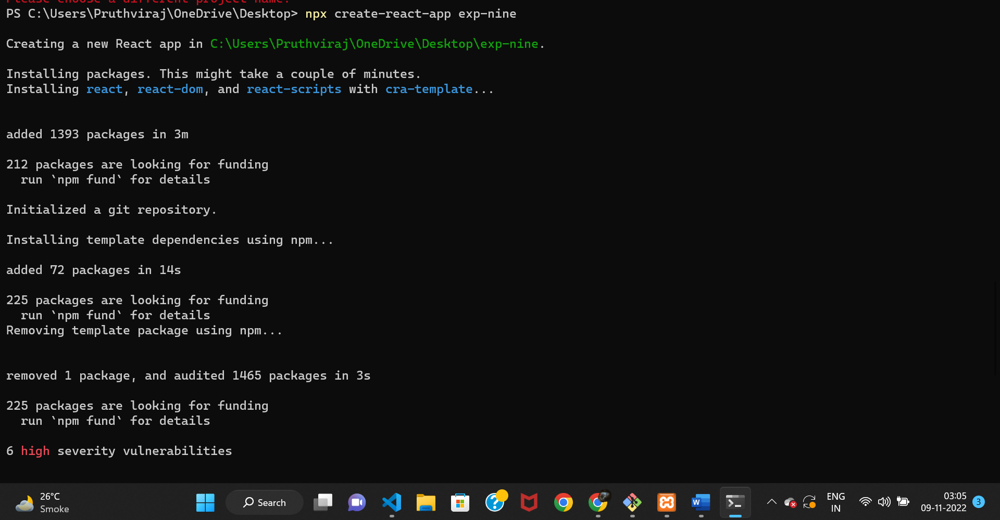 Please choose a different project name.
PS C:\Users\Pruthviraj\OneDrive\Desktop> npx create-react-app exp-nine
Creating a new React app in C:\Users\Pruthviraj\OneDrive\Desktop\exp-nine.
Installing packages. This might take a couple of minutes.
Installing react, react-dom, and react-scripts with cra-template...
added 1393 packages in 3m
212 packages are looking for funding
  run `npm fund` for details
Initialized a git repository.
Installing template dependencies using npm...
added 72 packages in 14s
225 packages are looking for funding
  run `npm fund` for details
Removing template package using npm...
removed 1 package, and audited 1465 packages in 3s
225 packages are looking for funding
  run `npm fund` for details
6 high severity vulnerabilities
26°C
Smoke
Search
W
ENG
IN
03:05
09-11-2022
3